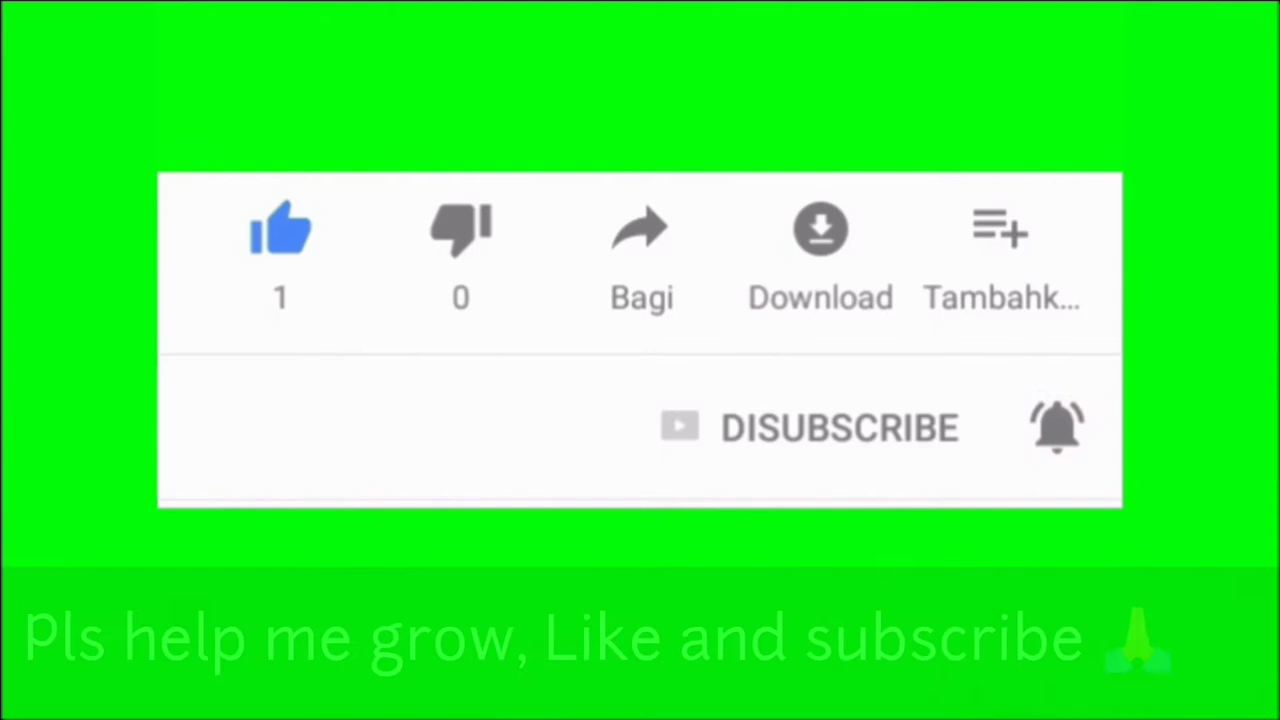 1 0 Bagi Download Tambahk...
DISUBSCRIBE
Pls help me grow, Like and subscribe 🙏